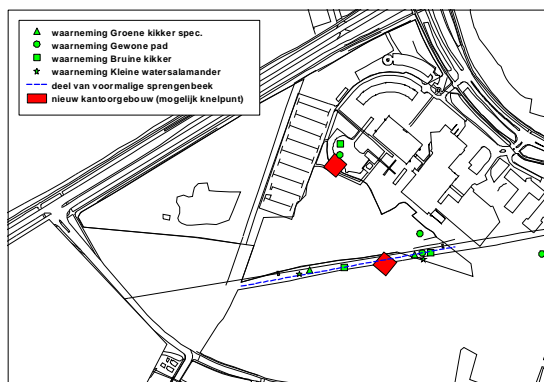 waarneming Groene kikker spec.
waarneming Gewone pad
waarneming Bruine kikker
waarneming Kleine watersalamander
deel van voormalige sprengenbeek
nieuw kantoorgebouw (mogelijk knelpunt)